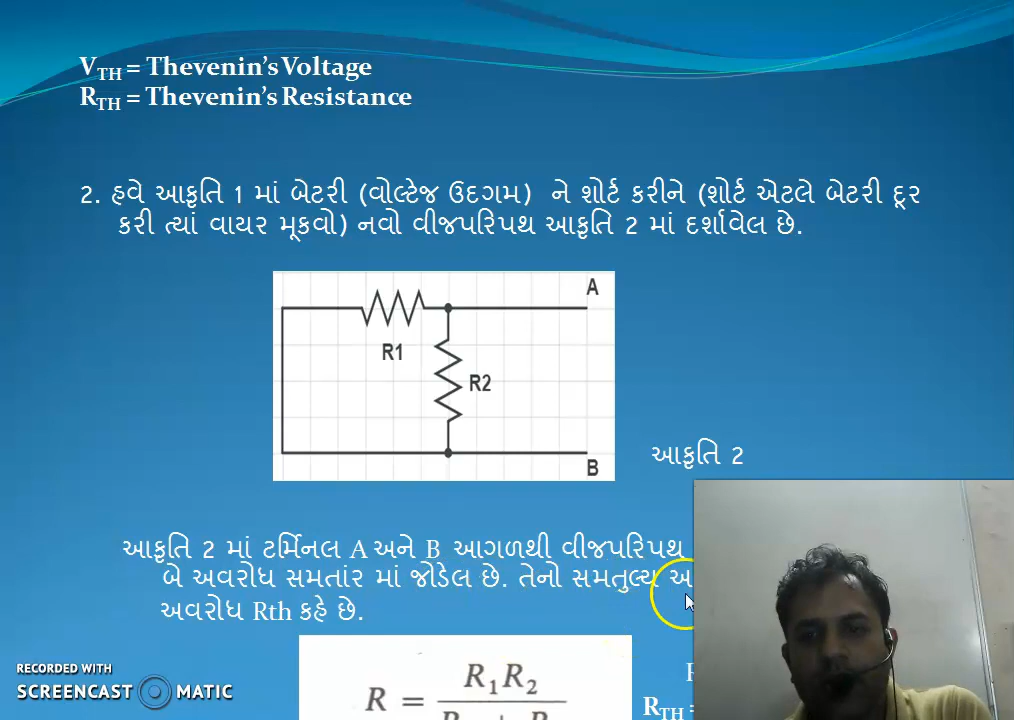 VTH = Thevenin’s Voltage
RTH = Thevenin’s Resistance
2. હવે આકૃતિ 1 માં બેટરી (વોલ્ટેજ ઉદગમ) ને શોર્ટ કરીને (શોર્ટ એટલે બેટરી દૂર
કરી ત્યાં વાયર મૂકવો) નવો વીજપરિપથ આકૃતિ 2 માં દર્શાવેલ છે.
A
R1
R2
B
આકૃતિ 2
આકૃતિ 2 માં ટર્મિનલ A અને B આગળથી વીજપરિપથ
બે અવરોધ સમતાંર માં જોડેલ છે. તેનો સમતુલ્ય
અવરોધ Rth કહે છે.
R = R1R2
RTH =
RECORDED WITH
SCREENCAST MATIC